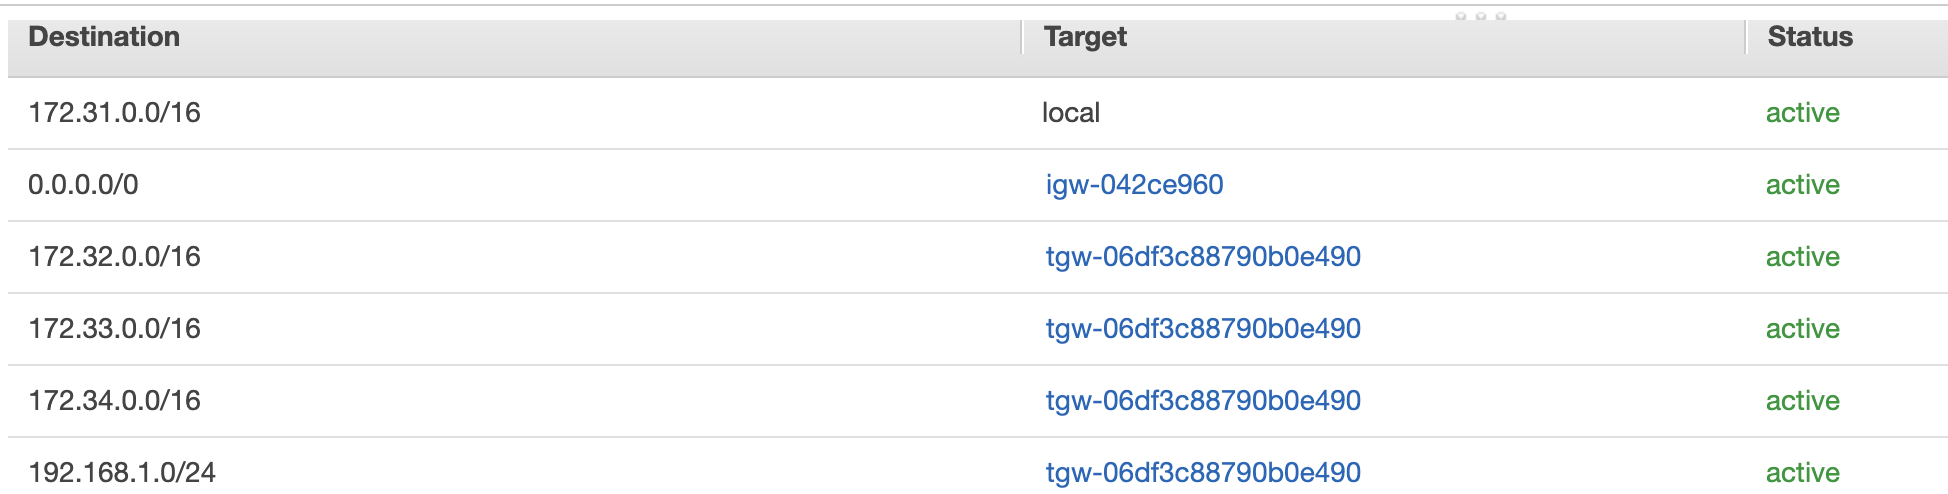 Destination Target Status
172.31.0.0/16 local active
0.0.0.0/0 igw-042ce960 active
172.32.0.0/16 tgw-06df3c88790b0e490 active
172.33.0.0/16 tgw-06df3c88790b0e490 active
172.34.0.0/16 tgw-06df3c88790b0e490 active
192.168.1.0/24 tgw-06df3c88790b0e490 active